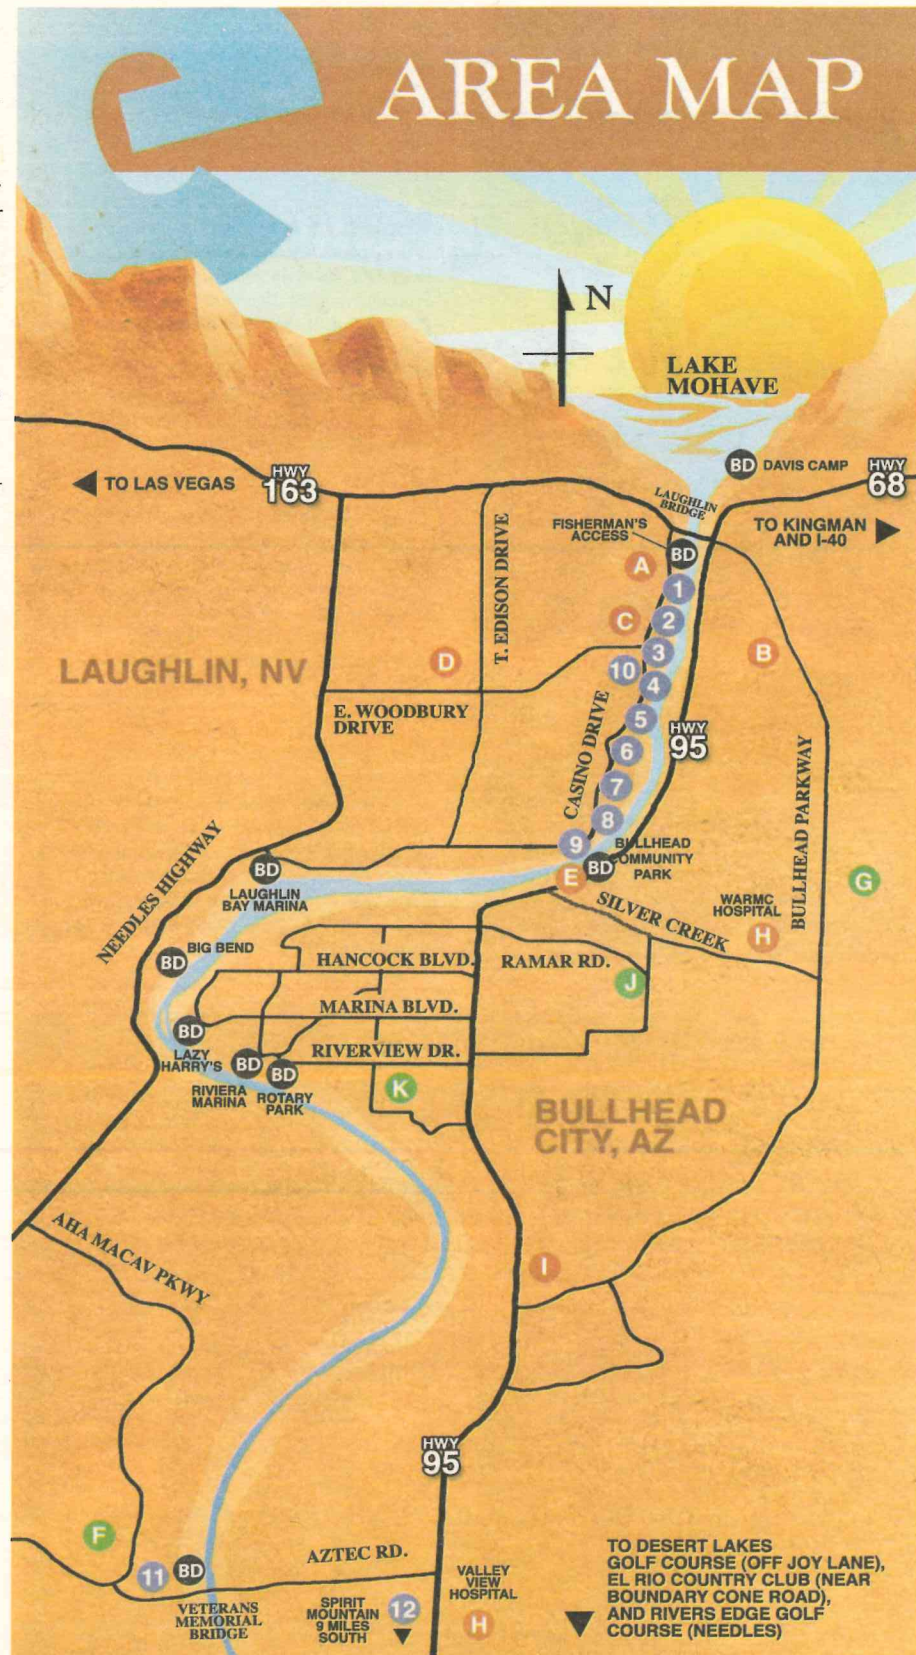 AREA MAP
N
LAKE
MOHAVE
BD DAVIS CAMP
HWY
68
TO LAS VEGAS
HWY
163
LAUGHLIN
BRIDGE
TO KINGMAN
AND I-40
FISHERMAN'S
ACCESS
BD
T. EDISON DRIVE
A
1
C
2
B
3
D
10
4
LAUGHLIN, NV
E. WOODBURY
DRIVE
5
HWY
95
CASINO DRIVE
6
7
BULLHEAD PARKWAY
8
9
BULLHEAD
COMMUNITY
PARK
BD
E
NEEDLES HIGHWAY
BD
LAUGHLIN
BAY MARINA
G
SILVER CREEK
WARMC
HOSPITAL
H
BD
BIG BEND
HANCOCK BLVD.
RAMAR RD.
J
MARINA BLVD.
BD
LAZY
HARRY'S
RIVERVIEW DR.
BD
RIVIERA
MARINA
BD
ROTARY
PARK
K
BULLHEAD
CITY, AZ
AHA MACAV PKWY
I
HWY
95
F
11
BD
AZTEC RD.
VETERANS
MEMORIAL
BRIDGE
SPIRIT
MOUNTAIN
9 MILES
SOUTH
12
VALLEY
VIEW
HOSPITAL
H
TO DESERT LAKES
GOLF COURSE (OFF JOY LANE),
EL RIO COUNTRY CLUB (NEAR
BOUNDARY CONE ROAD),
AND RIVERS EDGE GOLF
COURSE (NEEDLES)